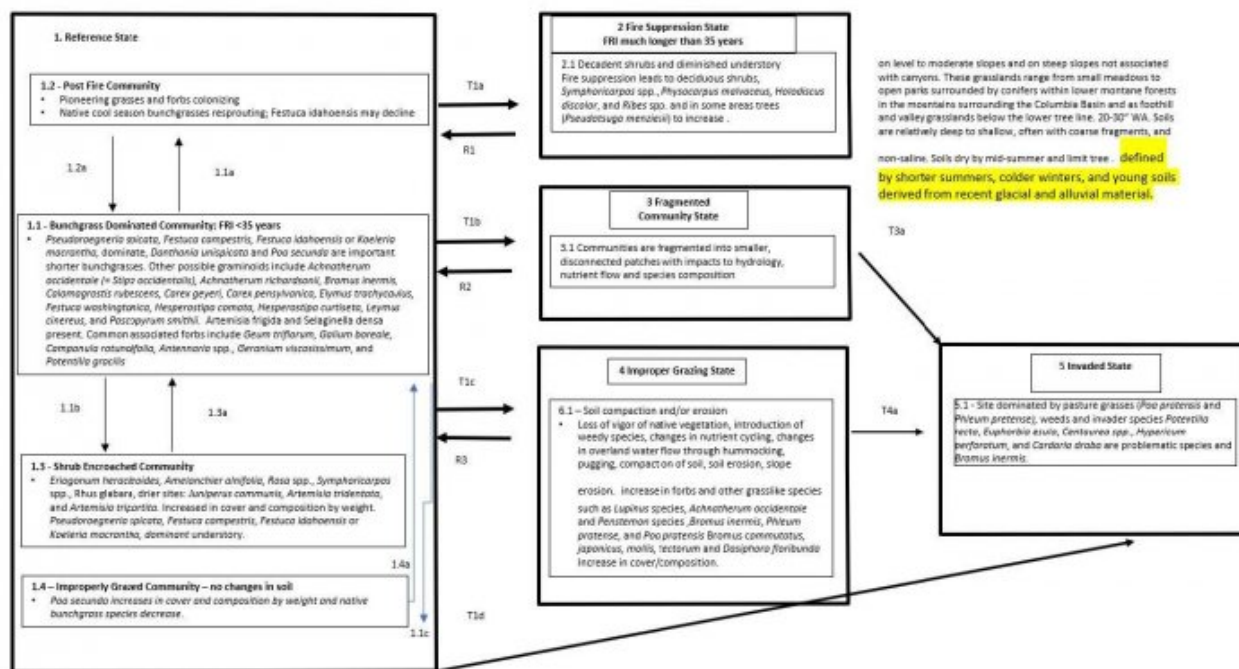 1. Reference State
1.2 - Post Fire Community
• Pioneering grasses and forbs colonizing
• Native cool season bunchgrasses resprouting; Festuca idahoensis may decline
1.2a
1.1a
1.1 - Bunchgrass Dominated Community: FRI <35 years
• Pseudoroegneria spicata, Festuca campestris, Festuca idahoensis or Koeleria
macrantha, dominate, Danthonia unispicata and Poa secunda are important
shorter bunchgrasses. Other possible graminoids include Achnatherum
occidentale (= Stipa occidentalis), Achnatherum richardsonii, Bromus inermis,
Calamagrostis rubescens, Carex geyeri, Carex pensylvanica, Elymus trachycaulus,
Festuca washingtonica, Hesperostipa comata, Hesperostipa curtiseta, Leymus
cinereus, and Pascopyrum smithii. Artemisia frigida and Selaginella densa
present. Common associated forbs include Geum triflorum, Galium boreale,
Campanula rotundifolia, Antennaria spp., Geranium viscosissimum, and
Potentilla gracilis
1.1b
1.3a
1.3 - Shrub Encroached Community
• Eriogonum heracleoides, Amelanchier alnifolia, Rosa spp., Symphoricarpos
spp., Rhus glabara, drier sites: Juniperus communis, Artemisia tridentata,
and Artemisia tripartita. Increased in cover and composition by weight.
Pseudoroegneria spicata, Festuca campestris, Festuca idahoensis or
Koeleria macrantha, dominant understory.
1.4a
1.4 – Improperly Grazed Community – no changes in soil
• Poa secunda increases in cover and composition by weight and native
bunchgrass species decrease.
1.1c
T1a
R1
T1b
R2
T1c
R3
T1d
2 Fire Suppression State
FRI much longer than 35 years
2.1 Decadent shrubs and diminished understory
Fire suppression leads to deciduous shrubs,
Symphoricarpos spp., Physocarpus malvaceus, Holodiscus
discolor, and Ribes spp. and in some areas trees
(Pseudotsuga menziesii) to increase .
3 Fragmented
Community State
3.1 Communities are fragmented into smaller,
disconnected patches with impacts to hydrology,
nutrient flow and species composition
4 Improper Grazing State
6.1 – Soil compaction and/or erosion
• Loss of vigor of native vegetation, introduction of
weedy species, changes in nutrient cycling, changes
in overland water flow through hummocking,
pugging, compaction of soil, soil erosion, slope
erosion. increase in forbs and other grasslike species
such as Lupinus species, Achnatherum occidentale
and Penstemon species ,Bromus inermis, Phleum
pratense, and Poa pratensis Bromus commutatus,
japonicus, mollis, tectorum and Dasiphora floribunda
Increase in cover/composition.
on level to moderate slopes and on steep slopes not associated
with canyons. These grasslands range from small meadows to
open parks surrounded by conifers within lower montane forests
in the mountains surrounding the Columbia Basin and as foothill
and valley grasslands below the lower tree line. 20-30" WA. Soils
are relatively deep to shallow, often with coarse fragments, and
non-saline. Soils dry by mid-summer and limit tree . defined
by shorter summers, colder winters, and young soils
derived from recent glacial and alluvial material.
T3a
T4a
5 Invaded State
5.1 - Site dominated by pasture grasses (Poa pratensis and
Phleum pretense), weeds and invader species Potentilla
recta, Euphorbia esula, Centaurea spp., Hypericum
perforatum, and Cardaria draba are problematic species and
Bromus inermis.